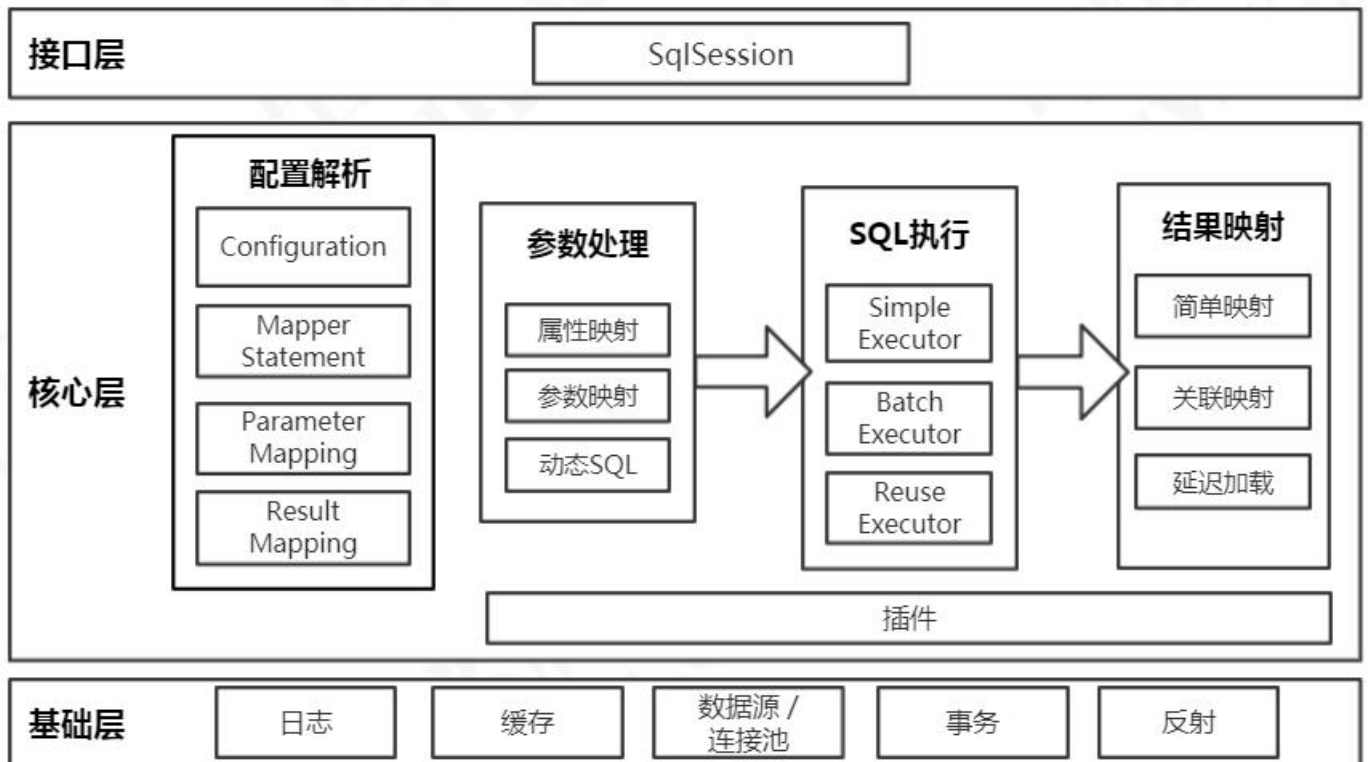 接口层
SqlSession
核心层
配置解析
Configuration
Mapper
Statement
Parameter
Mapping
Result
Mapping
参数处理
属性映射
参数映射
动态SQL
SQL执行
Simple
Executor
Batch
Executor
Reuse
Executor
结果映射
简单映射
关联映射
延迟加载
插件
基础层
日志
缓存
数据源 /
连接池
事务
反射